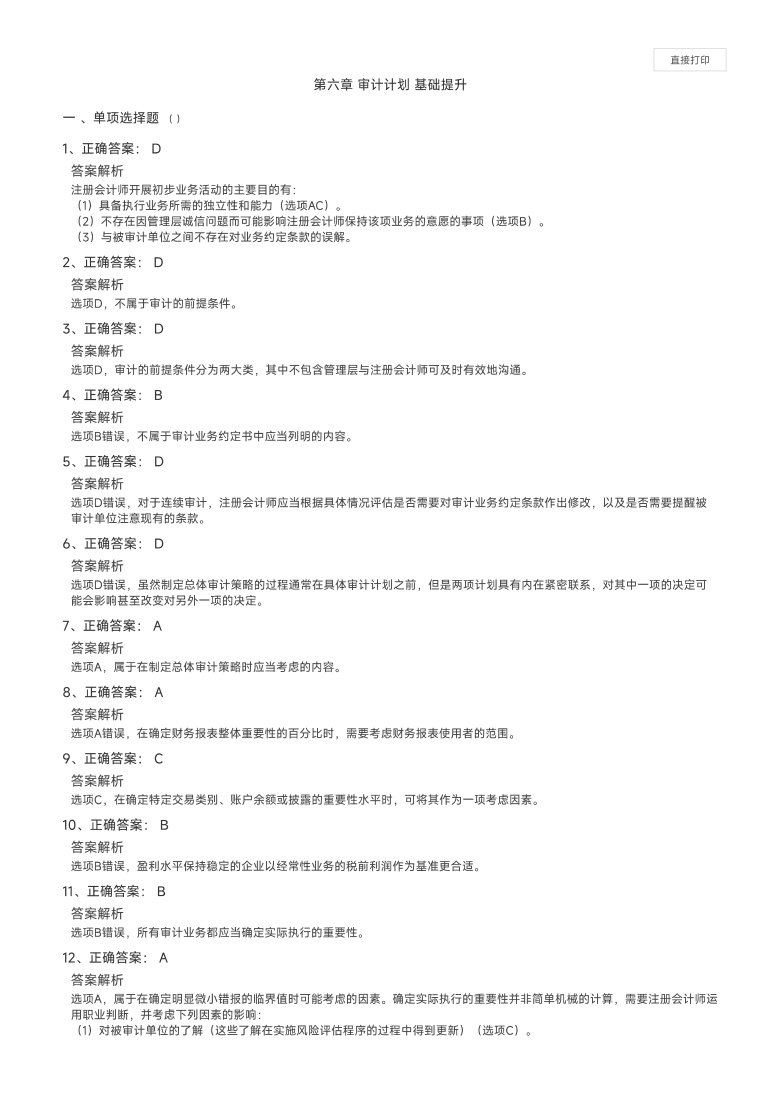 直接打印
第六章 审计计划 基础提升
一 、单项选择题 （ ）
1、正确答案： D
答案解析
注册会计师开展初步业务活动的主要目的有：
（1）具备执行业务所需的独立性和能力（选项AC）。
（2）不存在因管理层诚信问题而可能影响注册会计师保持该项业务的意愿的事项（选项B）。
（3）与被审计单位之间不存在对业务约定条款的误解。
2、正确答案： D
答案解析
选项D，不属于审计的前提条件。
3、正确答案： D
答案解析
选项D，审计的前提条件分为两大类，其中不包含管理层与注册会计师可及时有效地沟通。
4、正确答案： B
答案解析
选项B错误，不属于审计业务约定书中应当列明的内容。
5、正确答案： D
答案解析
选项D错误，对于连续审计，注册会计师应当根据具体情况评估是否需要对审计业务约定条款作出修改，以及是否需要提醒被
审计单位注意现有的条款。
6、正确答案： D
答案解析
选项D错误，虽然制定总体审计策略的过程通常在具体审计计划之前，但是两项计划具有内在紧密联系，对其中一项的决定可
能会影响甚至改变对另外一项的决定。
7、正确答案： A
答案解析
选项A，属于在制定总体审计策略时应当考虑的内容。
8、正确答案： A
答案解析
选项A错误，在确定财务报表整体重要性的百分比时，需要考虑财务报表使用者的范围。
9、正确答案： C
答案解析
选项C，在确定特定交易类别、账户余额或披露的重要性水平时，可将其作为一项考虑因素。
10、正确答案： B
答案解析
选项B错误，盈利水平保持稳定的企业以经常性业务的税前利润作为基准更合适。
11、正确答案： B
答案解析
选项B错误，所有审计业务都应当确定实际执行的重要性。
12、正确答案： A
答案解析
选项A，属于在确定明显微小错报的临界值时可能考虑的因素。确定实际执行的重要性并非简单机械的计算，需要注册会计师运
用职业判断，并考虑下列因素的影响：
（1）对被审计单位的了解（这些了解在实施风险评估程序的过程中得到更新）（选项C）。